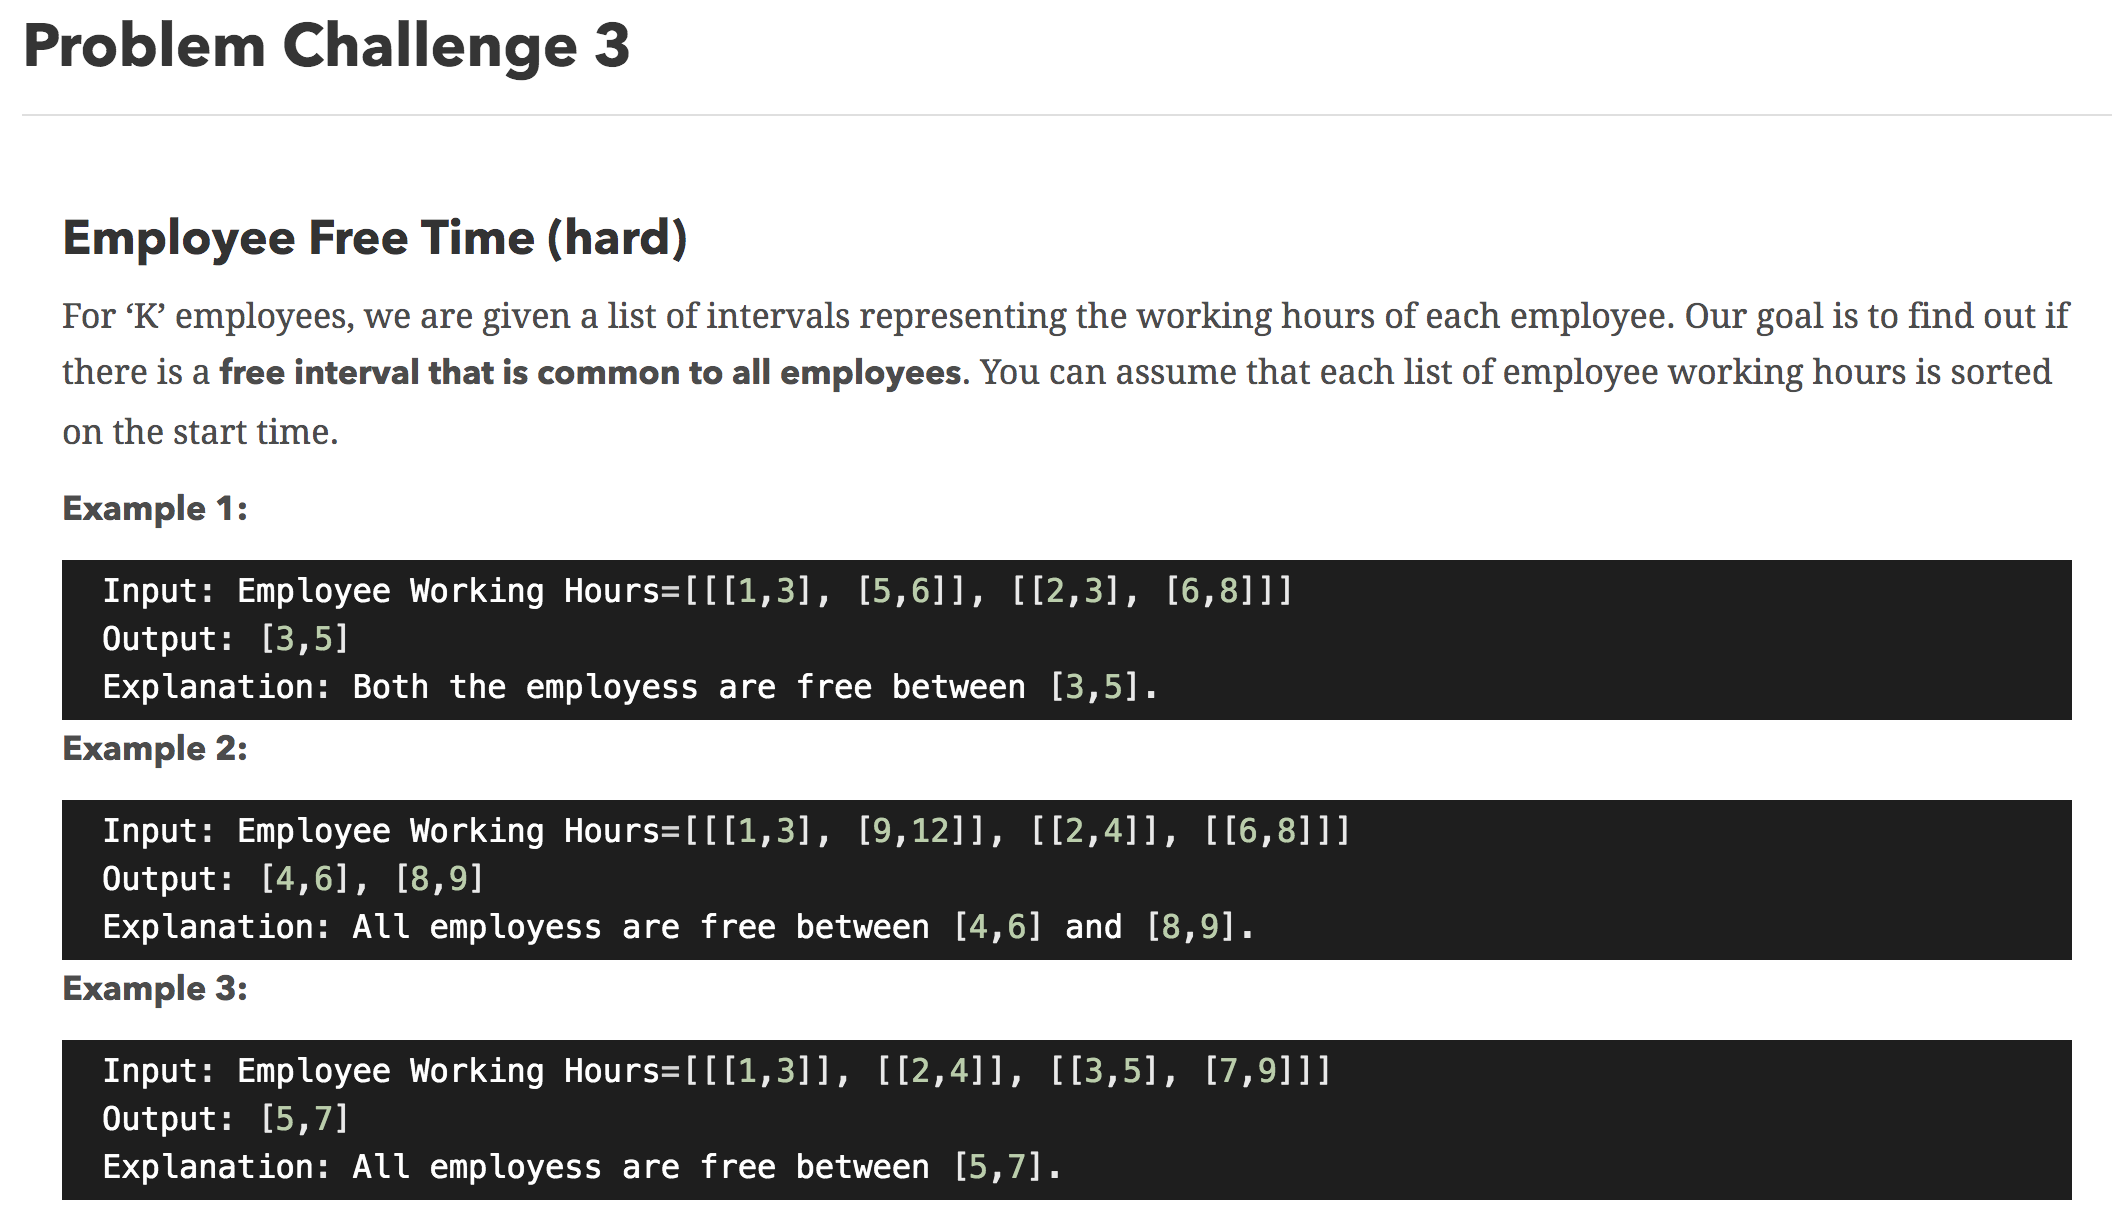 Problem Challenge 3
Employee Free Time (hard)
For ‘K’ employees, we are given a list of intervals representing the working hours of each employee. Our goal is to find out if
there is a free interval that is common to all employees. You can assume that each list of employee working hours is sorted
on the start time.
Example 1:
Input: Employee Working Hours=[[[1,3], [5,6]], [[2,3], [6,8]]]
Output: [3,5]
Explanation: Both the employess are free between [3,5].
Example 2:
Input: Employee Working Hours=[[[1,3], [9,12]], [[2,4]], [[6,8]]]
Output: [4,6], [8,9]
Explanation: All employess are free between [4,6] and [8,9].
Example 3:
Input: Employee Working Hours=[[[1,3]], [[2,4]], [[3,5], [7,9]]]
Output: [5,7]
Explanation: All employess are free between [5,7].